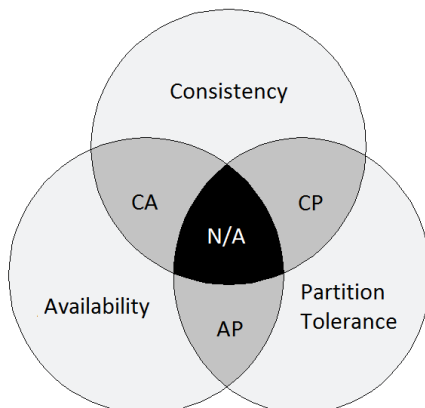 Consistency
CA
CP
N/A
Availability
Partition
Tolerance
AP